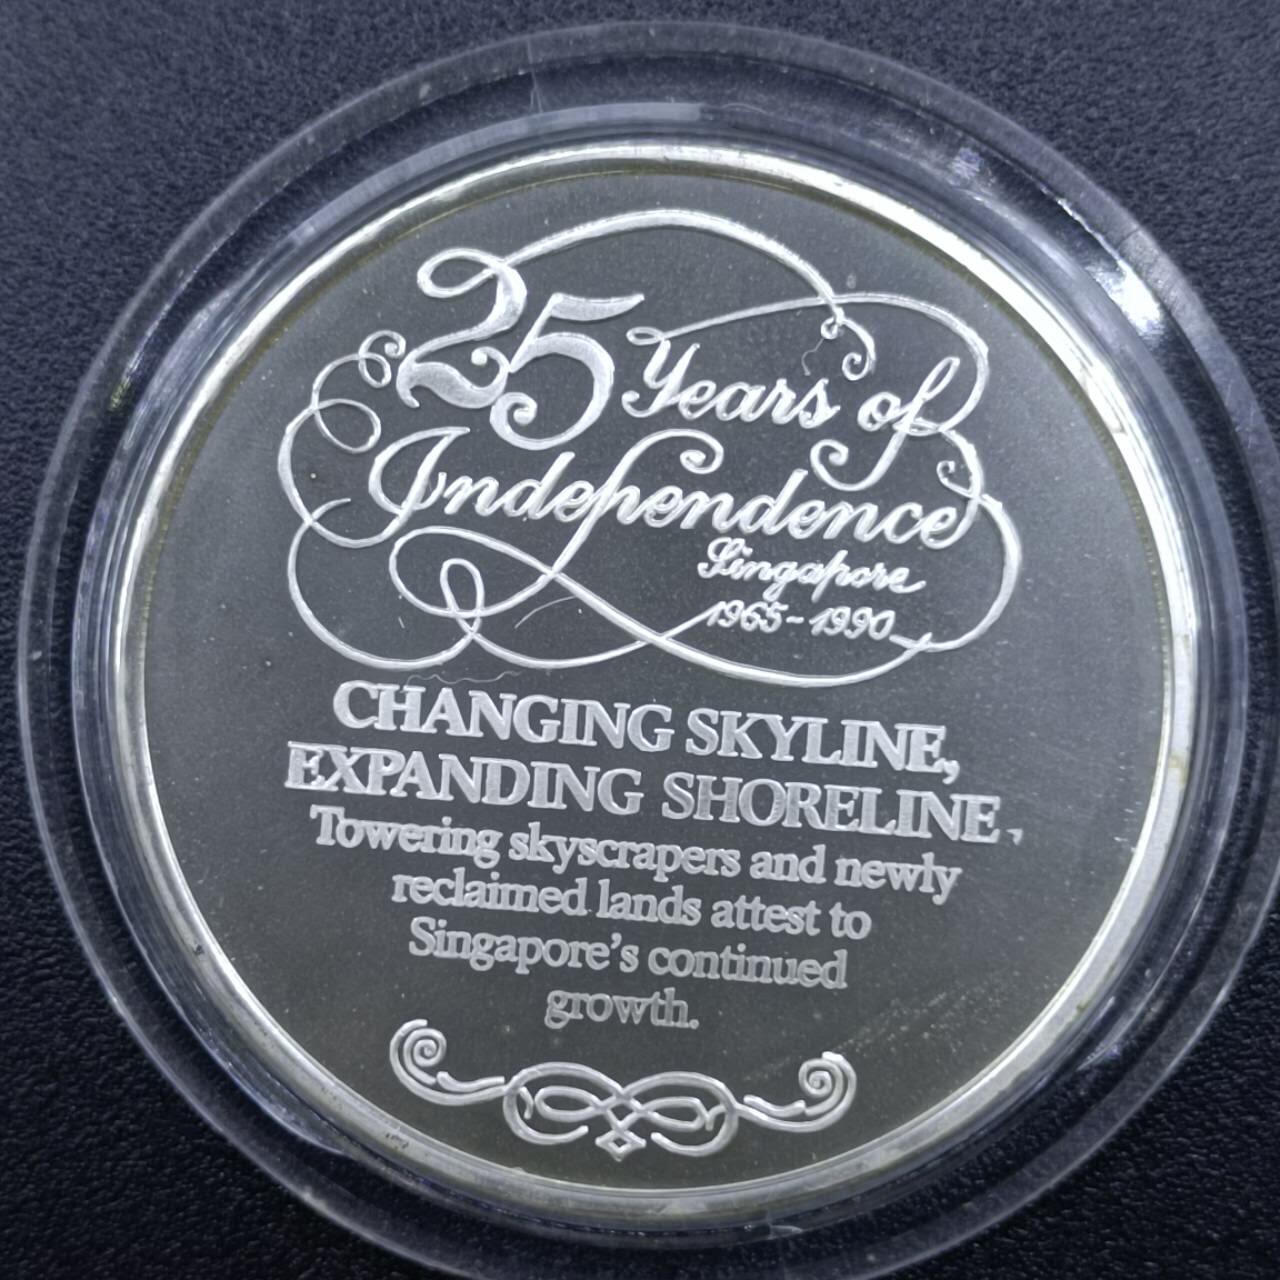 25 Years of
Independence
Singapore
1965-1990
CHANGING SKYLINE,
EXPANDING SHORELINE.
Towering skyscrapers and newly
reclaimed lands attest to
Singapore's continued
growth.